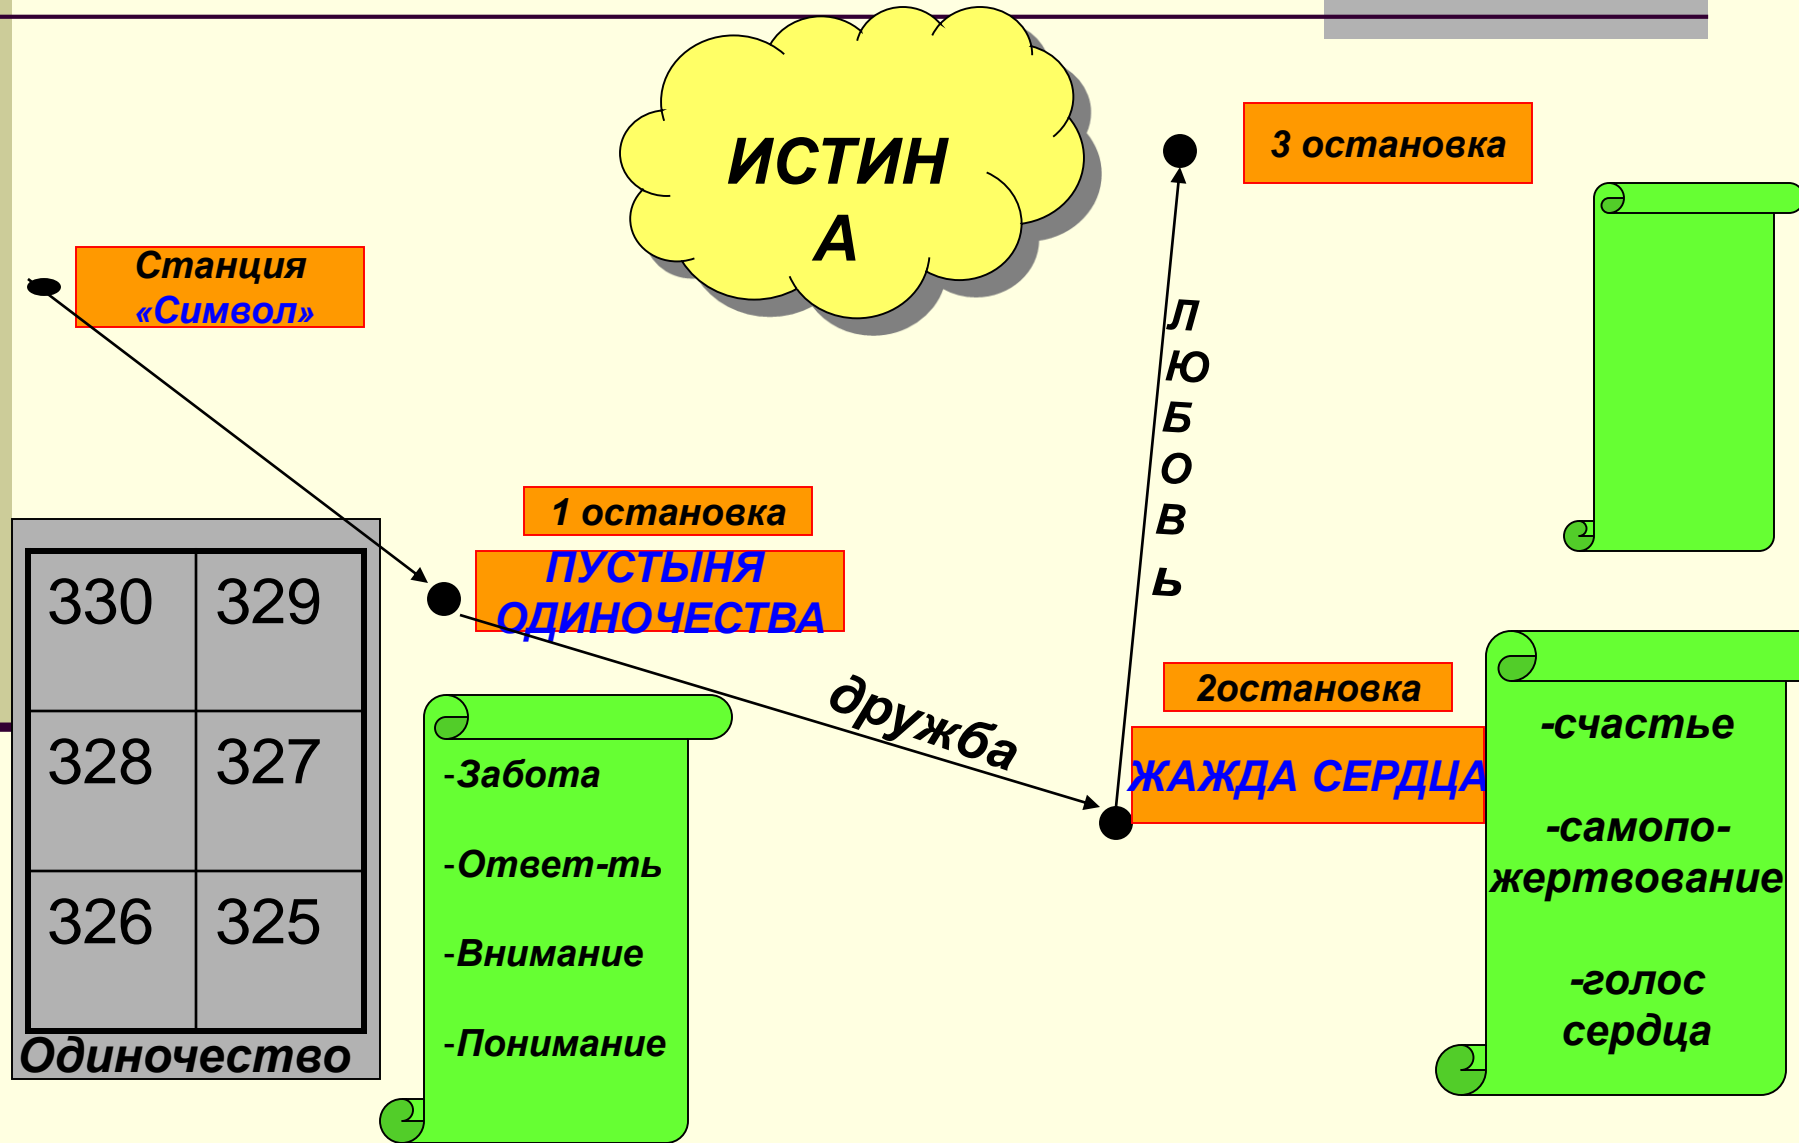 ИСТИН
А
3 остановка
Станция
«Символ»
Л
Ю
Б
О
В
ь
1 остановка
ПУСТЫНЯ
ОДИНОЧЕСТВА
330 329
328 327
326 325
Одиночество
дружба
-Забота
-Ответ-ть
-Внимание
-Понимание
2остановка
ЖАЖДА СЕРДЦА
-счастье
-самопо-
жертвование
-голос
сердца